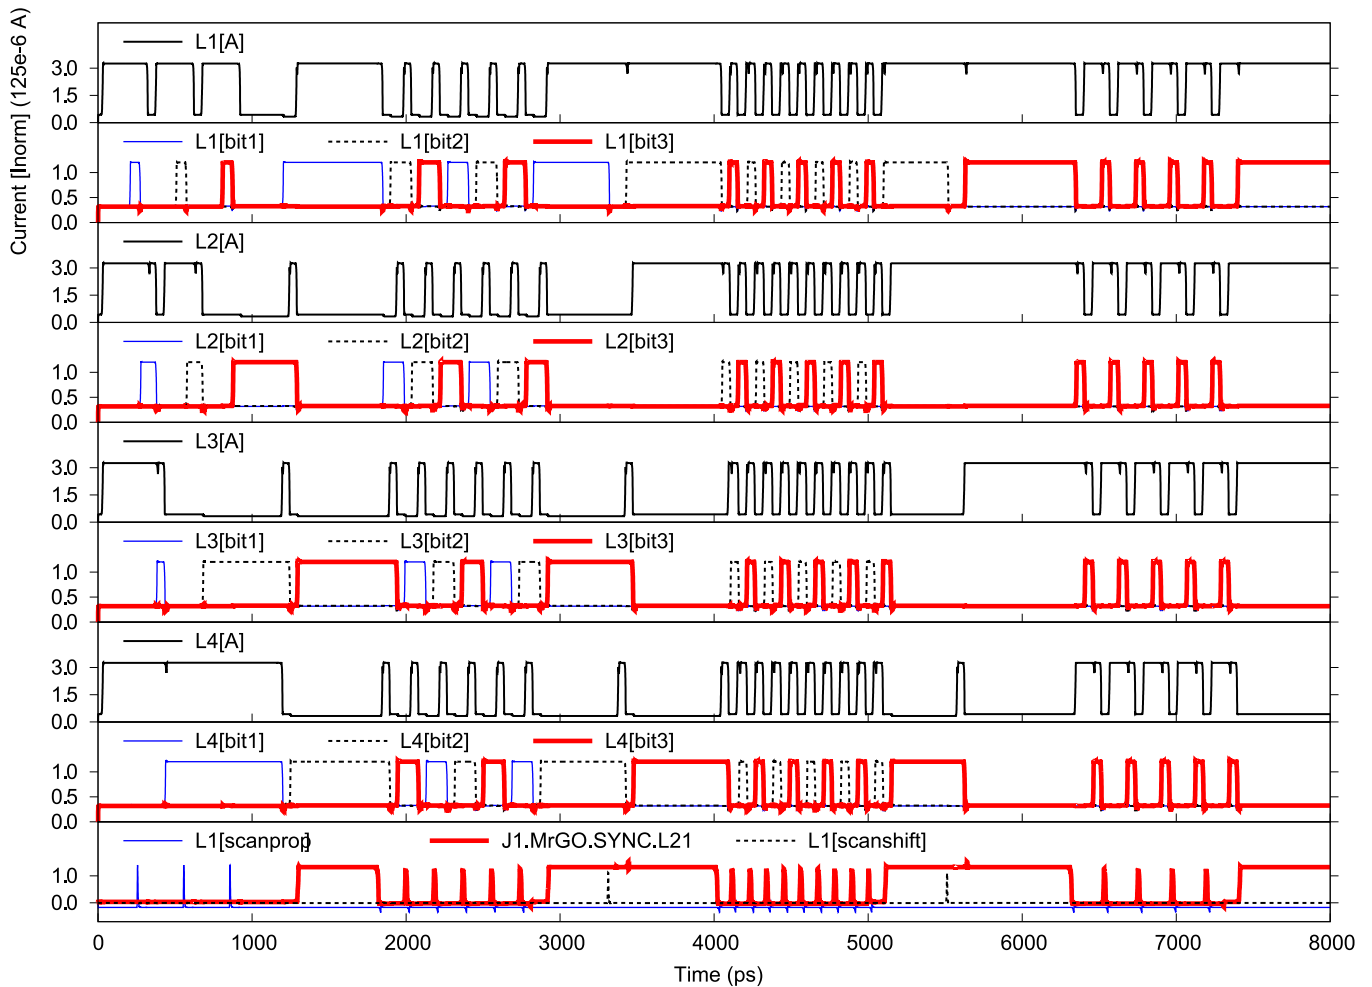 Current [Inorm] (125e-6 A)
L1[A]
3.0
1.5
0.0
L1[bit1] L1[bit2] L1[bit3]
1.0
0.5
0.0
L2[A]
3.0
1.5
0.0
L2[bit1] L2[bit2] L2[bit3]
1.0
0.5
0.0
L3[A]
3.0
1.5
0.0
L3[bit1] L3[bit2] L3[bit3]
1.0
0.5
0.0
L4[A]
3.0
1.5
0.0
L4[bit1] L4[bit2] L4[bit3]
1.0
0.5
0.0
L1[scanprop] J1.MrGO.SYNC.L21 L1[scanshift]
1.0
0.0
0 1000 2000 3000 4000 5000 6000 7000 8000
Time (ps)